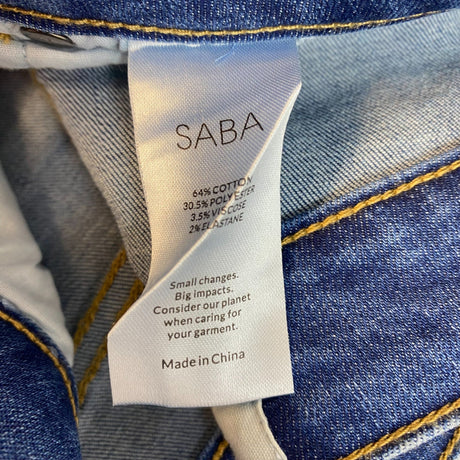 SABA
64% COTTON
30.5% POLYESTER
3.5% VISCOSE
2% ELASTANE
Small changes.
Big impacts.
Consider our planet
when caring for
your garment.
Made in China